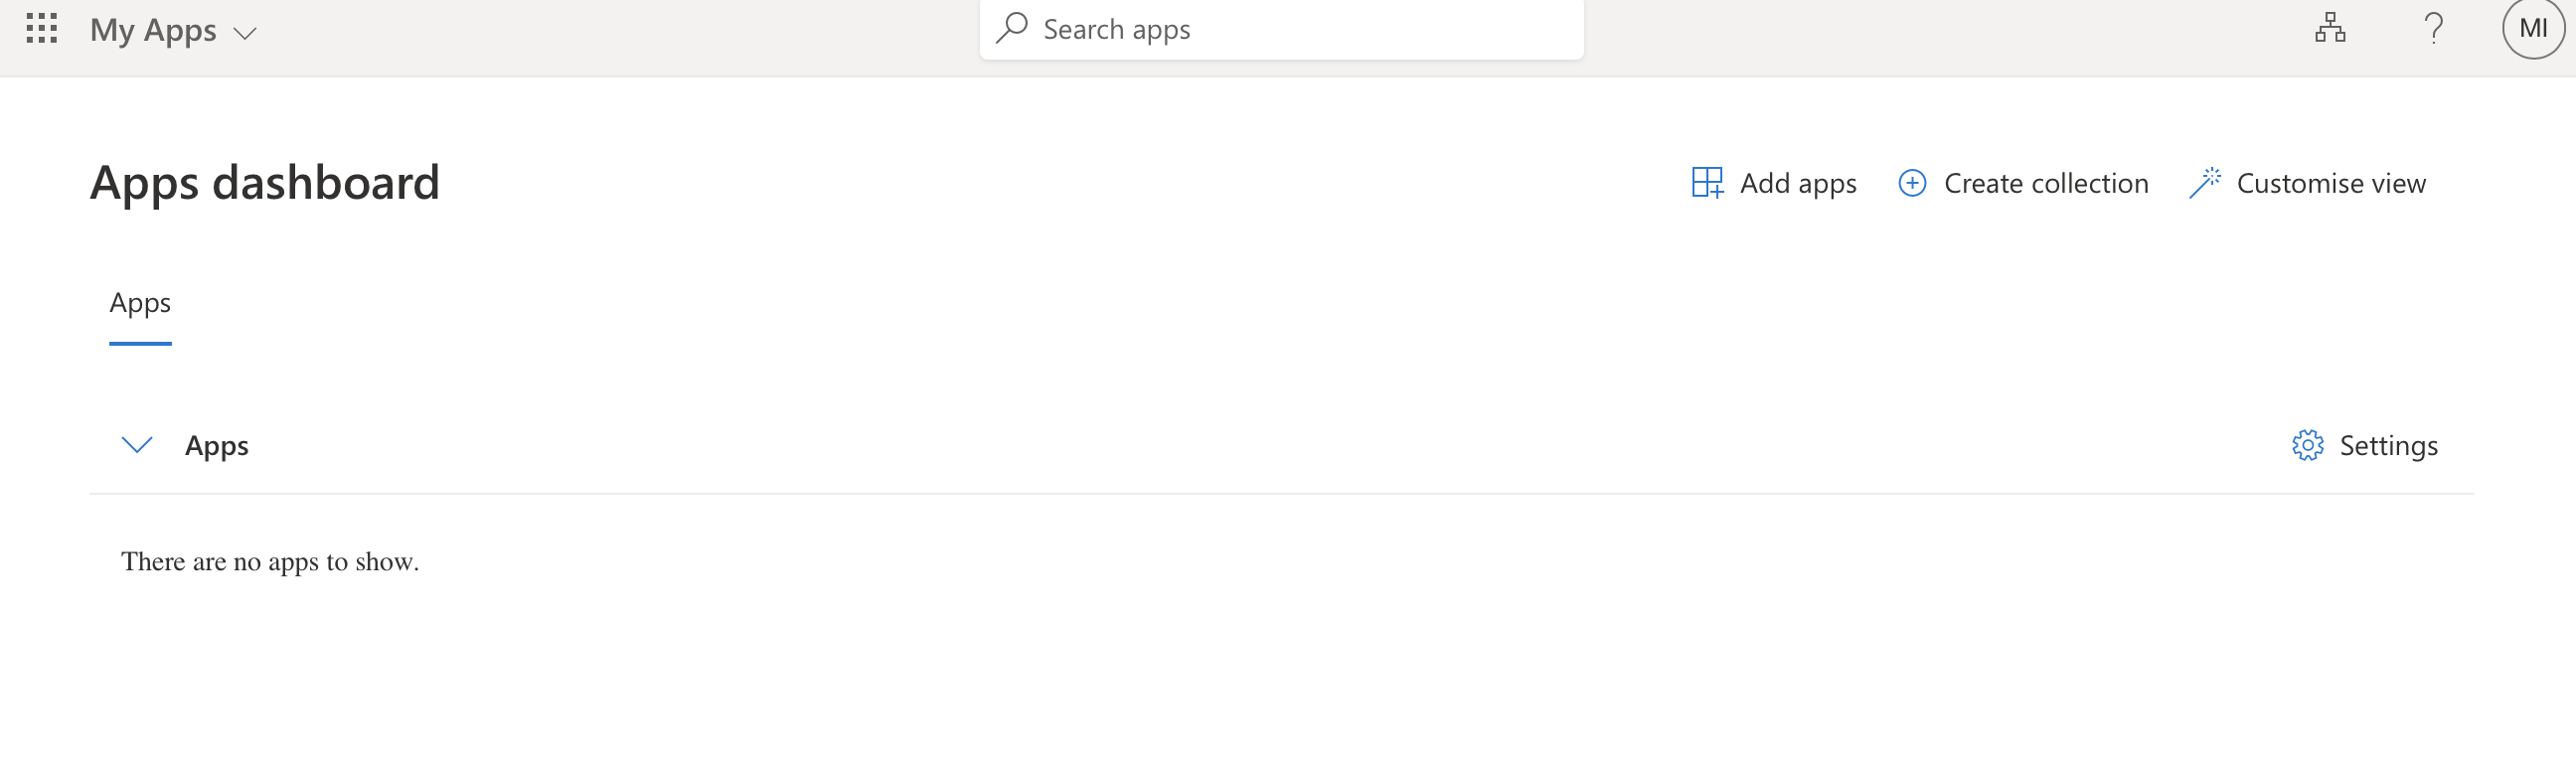 My Apps
Search apps
MI
Apps dashboard
Add apps
Create collection
Customise view
Apps
Apps
Settings
There are no apps to show.